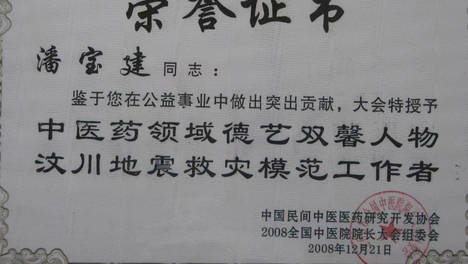 荣誉证书
潘宝建 同志：
鉴于您在公益事业中做出突出贡献，大会特授予
中医药领域德艺双馨人物
汶川地震救灾模范工作者
中国民间中医医药研究开发协会
2008全国中医院院长大会组委会
2008年12月21日